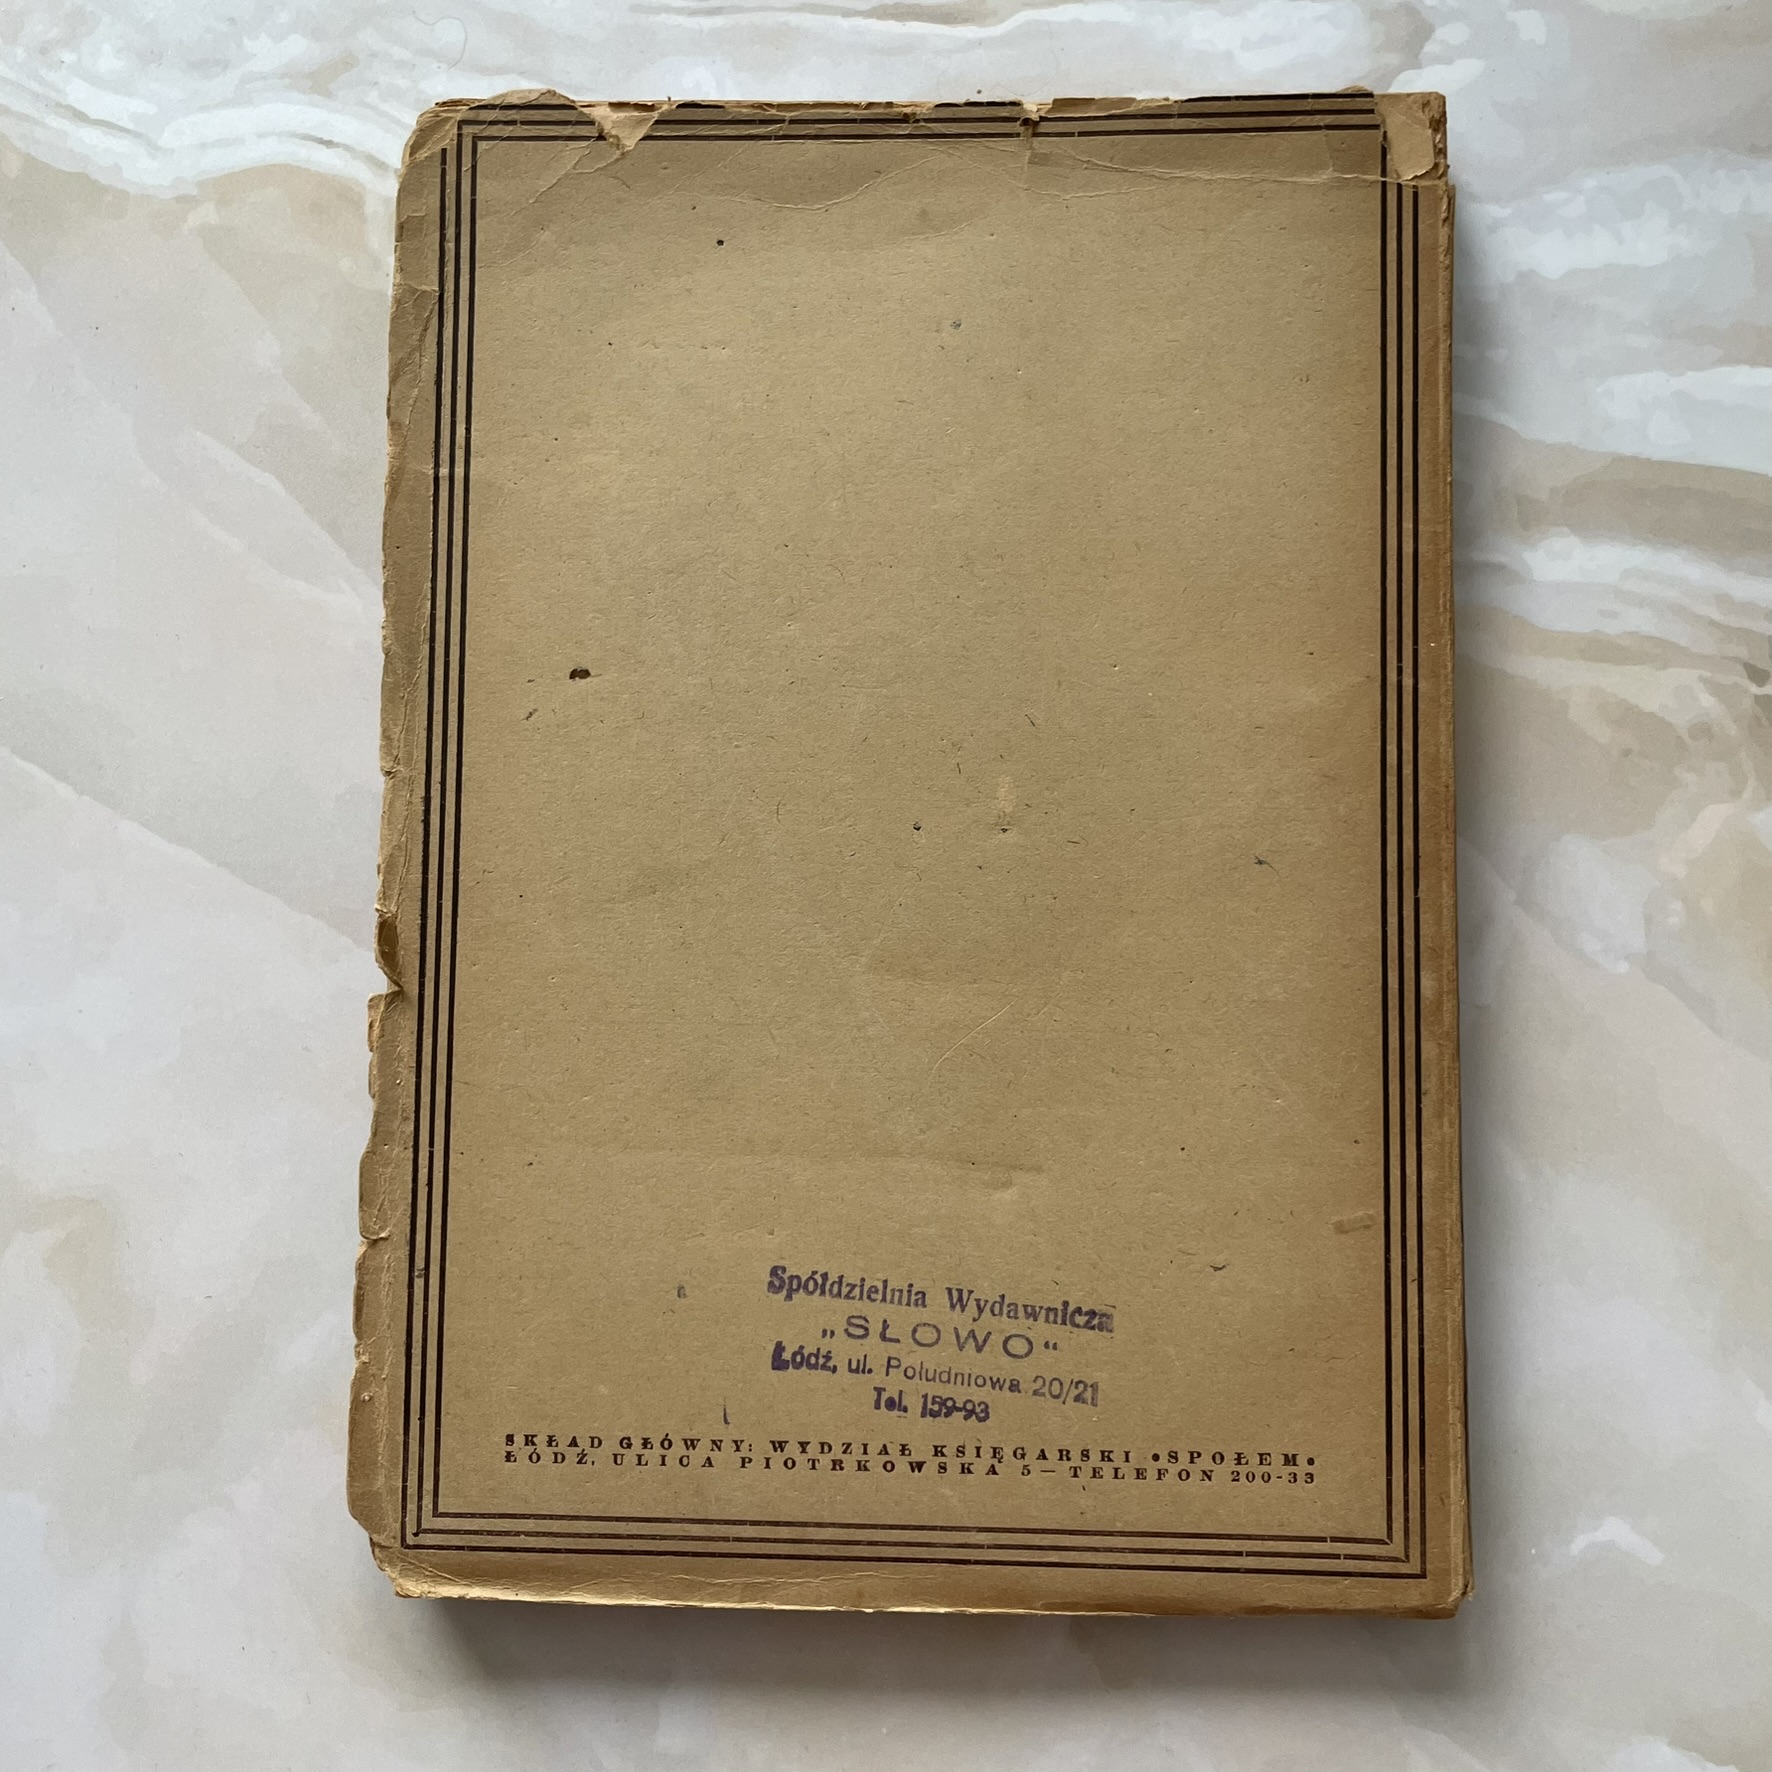 Spółdzielnia Wydawnicza
„SŁOWO“
Łódź, ul. Południowa 20/21
Tel. 159-93
SKŁAD GŁÓWNY: WYDZIAŁ KSIĘGARSKI •SPOŁEM•
ŁÓDŹ, ULICA PIOTRKOWSKA 5 — TELEFON 200-33